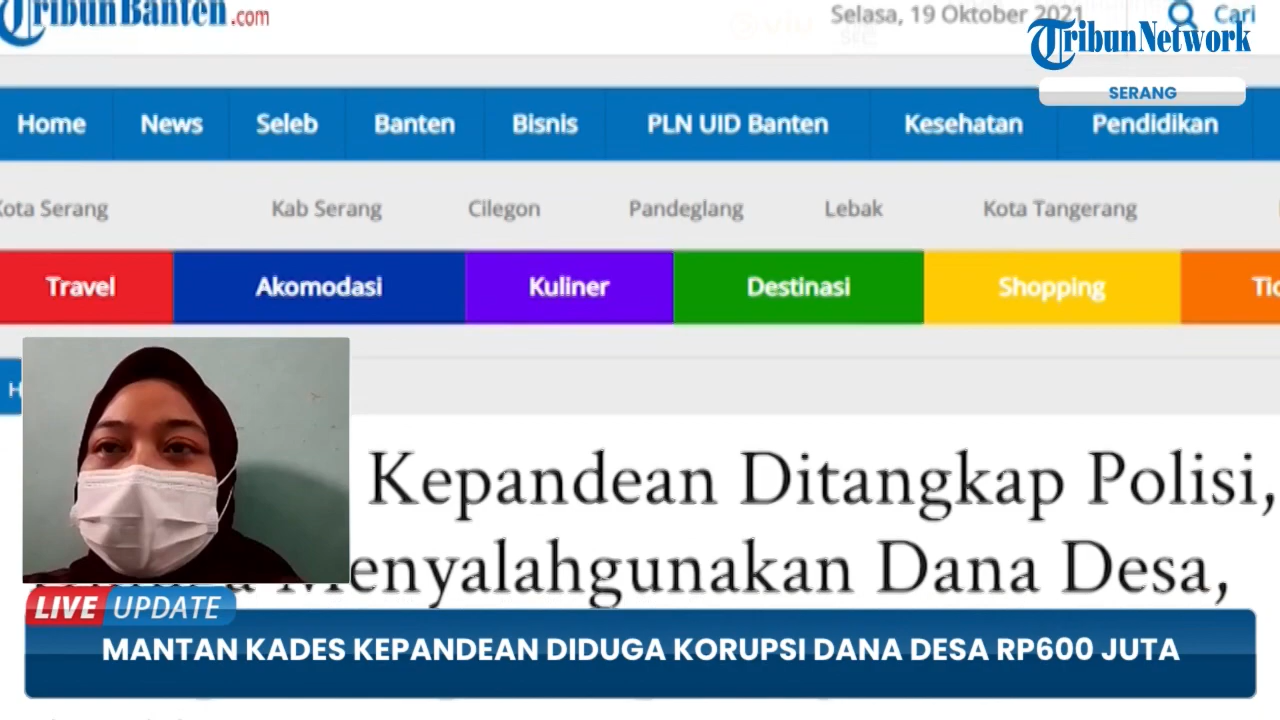 TribunBanten.com
Selasa, 19 Oktober 2021
Cari
TribunNetwork
SERANG
Home News Seleb Banten Bisnis PLN UID Banten Kesehatan Pendidikan
Kota Serang Kab Serang Cilegon Pandeglang Lebak Kota Tangerang
Travel Akomodasi Kuliner Destinasi Shopping
Kepandean Ditangkap Polisi,
Menyalahgunakan Dana Desa,
LIVE UPDATE
MANTAN KADES KEPANDEAN DIDUGA KORUPSI DANA DESA RP600 JUTA